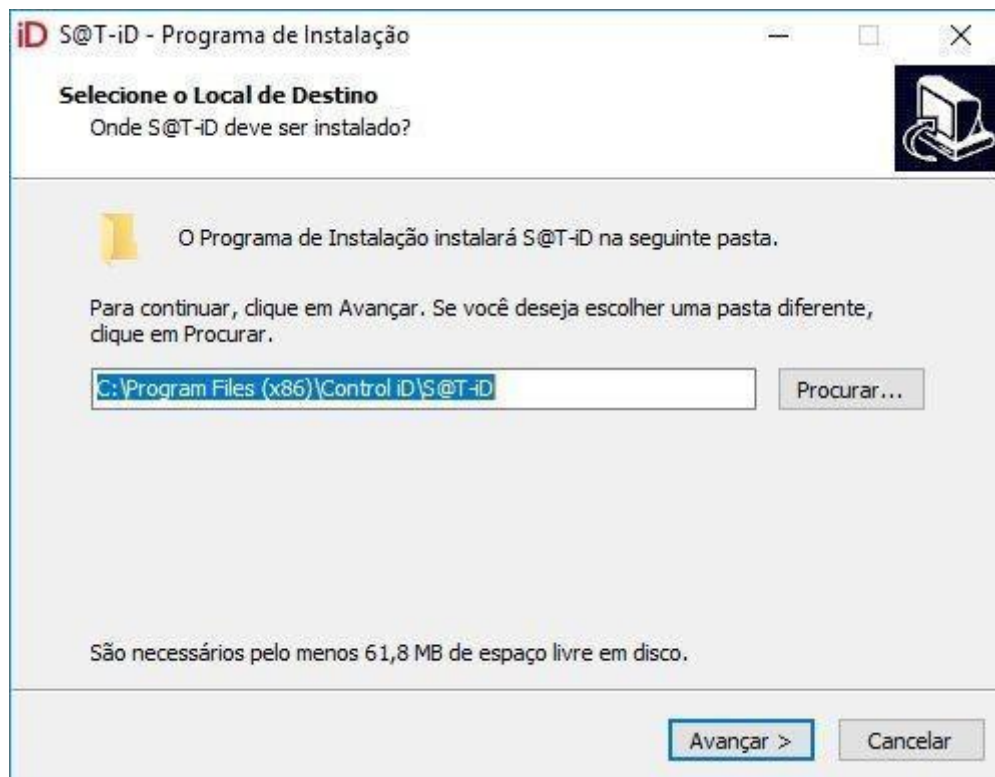 iD S@T-iD - Programa de Instalação
Selecione o Local de Destino
Onde S@T-iD deve ser instalado?
O Programa de Instalação instalará S@T-iD na seguinte pasta.
Para continuar, clique em Avançar. Se você deseja escolher uma pasta diferente,
clique em Procurar.
C:\Program Files (x86)\Control iD\S@T-iD
Procurar...
São necessários pelo menos 61,8 MB de espaço livre em disco.
Avançar >
Cancelar